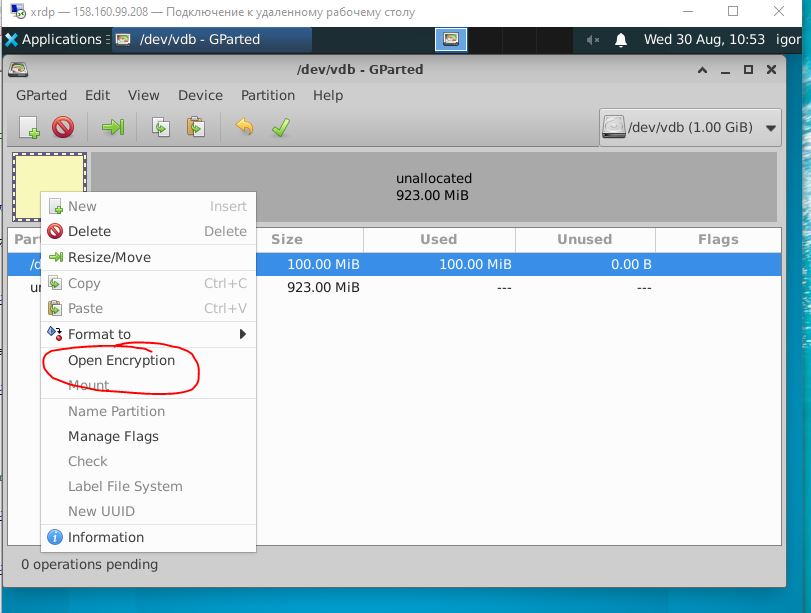 xrdp — 158.160.99.208 — Подключение к удаленному рабочему столу
Applications /dev/vdb - GParted Wed 30 Aug, 10:53 igor
/dev/vdb - GParted
GParted Edit View Device Partition Help
/dev/vdb (1.00 GiB)
unallocated
923.00 MiB
New Insert
Delete Delete
Resize/Move
Copy Ctrl+C
Paste Ctrl+V
Format to
Open Encryption
Mount
Name Partition
Manage Flags
Check
Label File System
New UUID
Information
Part Size Used Unused Flags
/d 100.00 MiB 100.00 MiB 0.00 B
un 923.00 MiB --- ---
0 operations pending